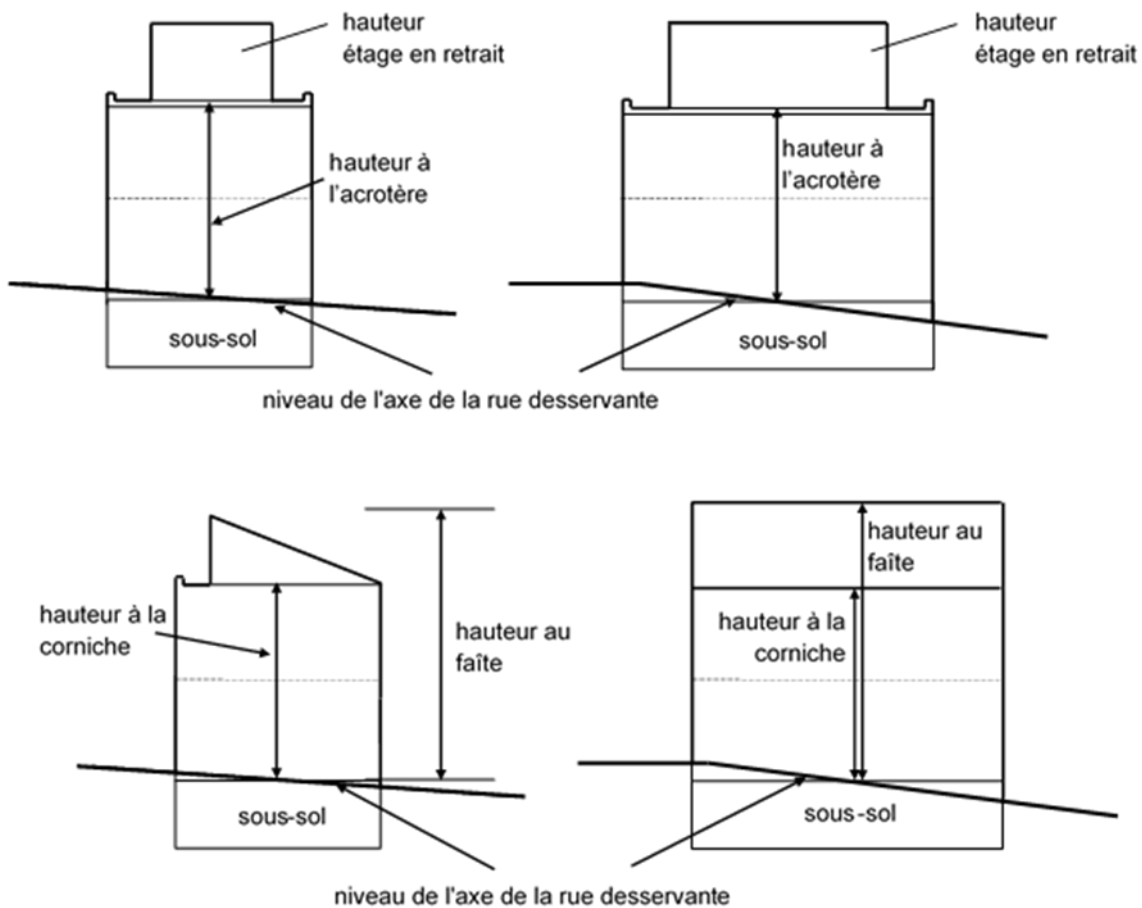 hauteur
étage en retrait
hauteur
étage en retrait
hauteur à
l'acrotère
hauteur à
l'acrotère
sous-sol
sous-sol
niveau de l'axe de la rue desservante
hauteur au
faîte
hauteur à la
corniche
hauteur au
faîte
hauteur à la
corniche
sous-sol
sous-sol
niveau de l'axe de la rue desservante